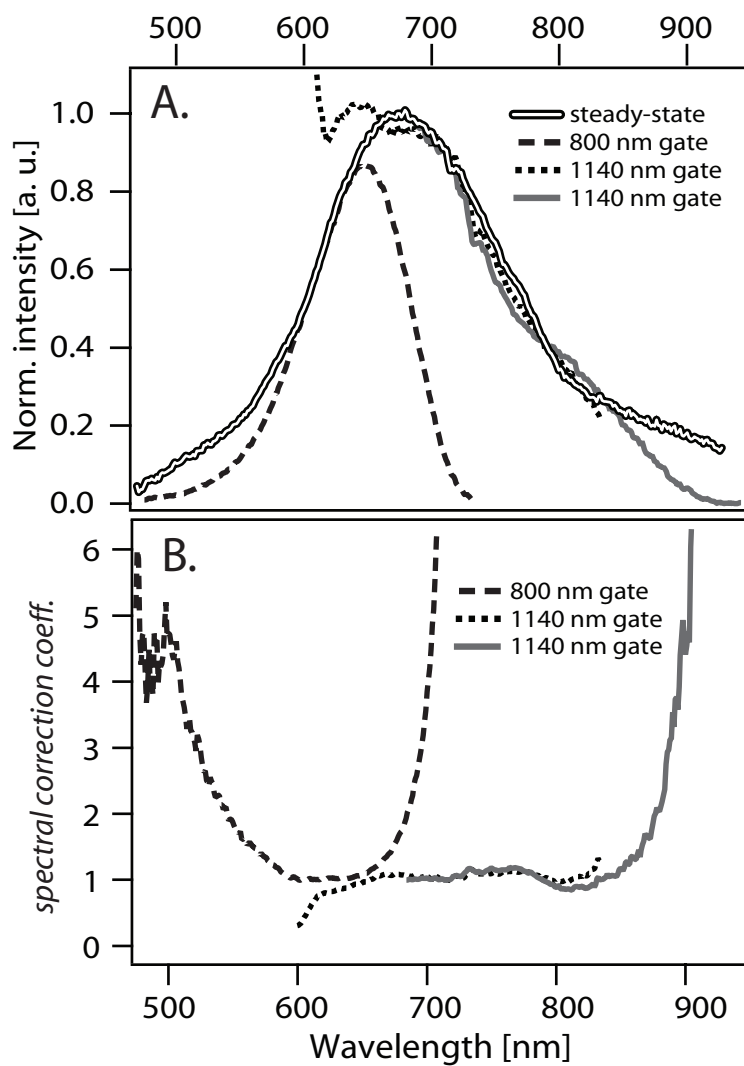 500 600 700 800 900
A.
1.0
0.8
0.6
0.4
0.2
0.0
Norm. intensity [a. u.]
steady-state
800 nm gate
1140 nm gate
1140 nm gate
B.
6
5
4
3
2
1
0
spectral correction coeff.
800 nm gate
1140 nm gate
1140 nm gate
500 600 700 800 900
Wavelength [nm]